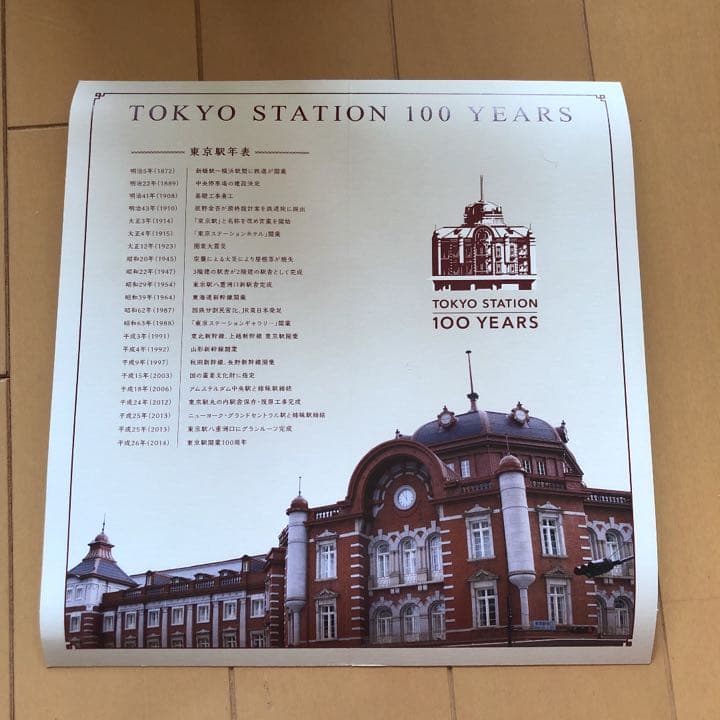 TOKYO STATION 100 YEARS
東京駅年表
明治5年(1872) 新橋駅〜横浜駅間に鉄道が開業
明治22年(1889) 中央停車場の建設決定
明治41年(1908) 基礎工事着工
明治43年(1910) 辰野金吾が最終設計案を鉄道院に提出
大正3年(1914) 「東京駅」と名称を改め営業を開始
大正4年(1915) 「東京ステーションホテル」開業
大正12年(1923) 関東大震災
昭和20年(1945) 空襲による火災により屋根等が焼失
昭和22年(1947) 3階建の駅舎が2階建の駅舎として完成
昭和29年(1954) 東京駅八重洲口新駅舎完成
昭和39年(1964) 東海道新幹線開業
昭和62年(1987) 国鉄分割民営化、JR東日本発足
昭和63年(1988) 「東京ステーションギャラリー」開業
平成3年(1991) 東北新幹線、上越新幹線 東京駅開業
平成4年(1992) 山形新幹線開業
平成9年(1997) 秋田新幹線、長野新幹線開業
平成15年(2003) 国の重要文化財に指定
平成18年(2006) アムステルダム中央駅と姉妹駅締結
平成24年(2012) 東京駅丸の内駅舎保存・復原工事完成
平成25年(2013) ニューヨーク・グランドセントラル駅と姉妹駅締結
平成25年(2013) 東京駅八重洲口にグランルーフ完成
平成26年(2014) 東京駅開業100周年
TOKYO STATION
100 YEARS